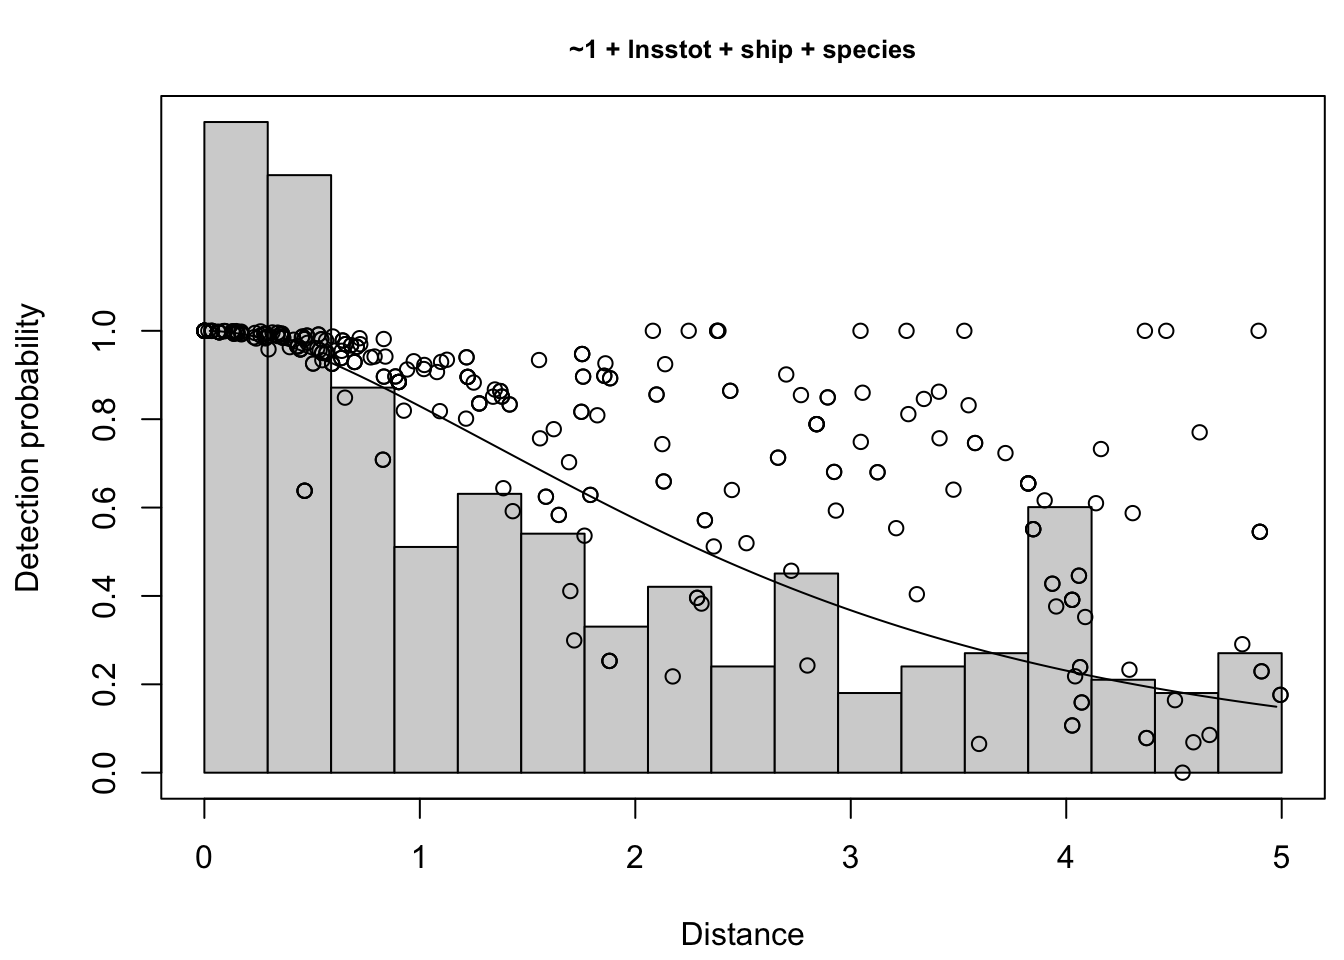 ~1 + lnsstot + ship + species
Detection probability
1.0
0.8
0.6
0.4
0.2
0.0
0 1 2 3 4 5
Distance